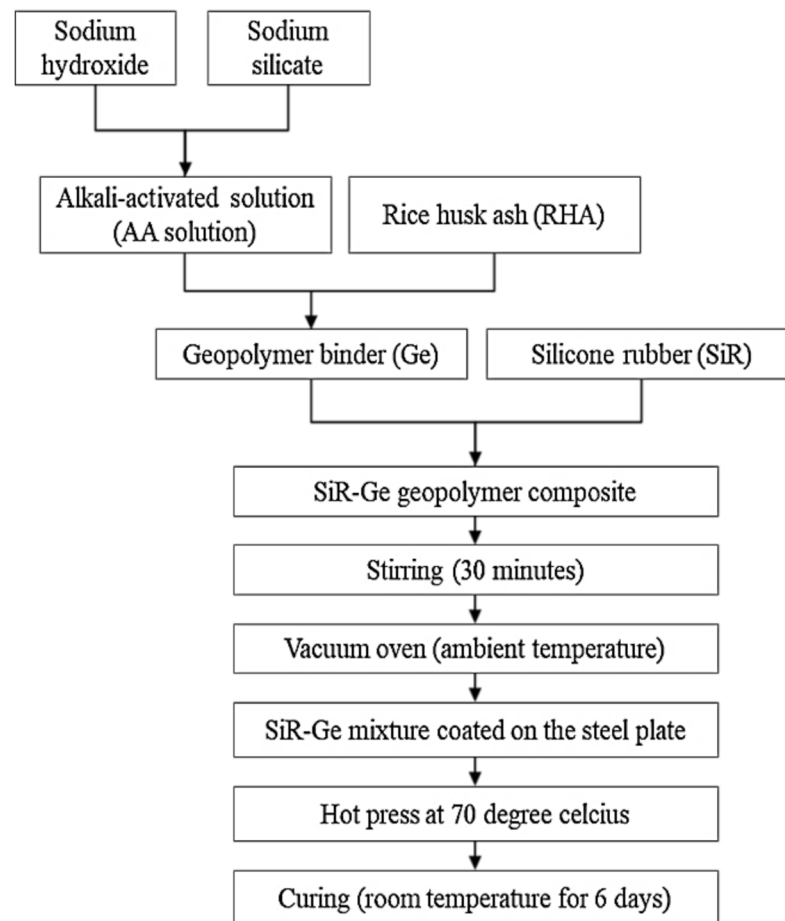 Sodium
hydroxide
Sodium
silicate
Alkali-activated solution
(AA solution)
Rice husk ash (RHA)
Geopolymer binder (Ge)
Silicone rubber (SiR)
SiR-Ge geopolymer composite
Stirring (30 minutes)
Vacuum oven (ambient temperature)
SiR-Ge mixture coated on the steel plate
Hot press at 70 degree celcius
Curing (room temperature for 6 days)